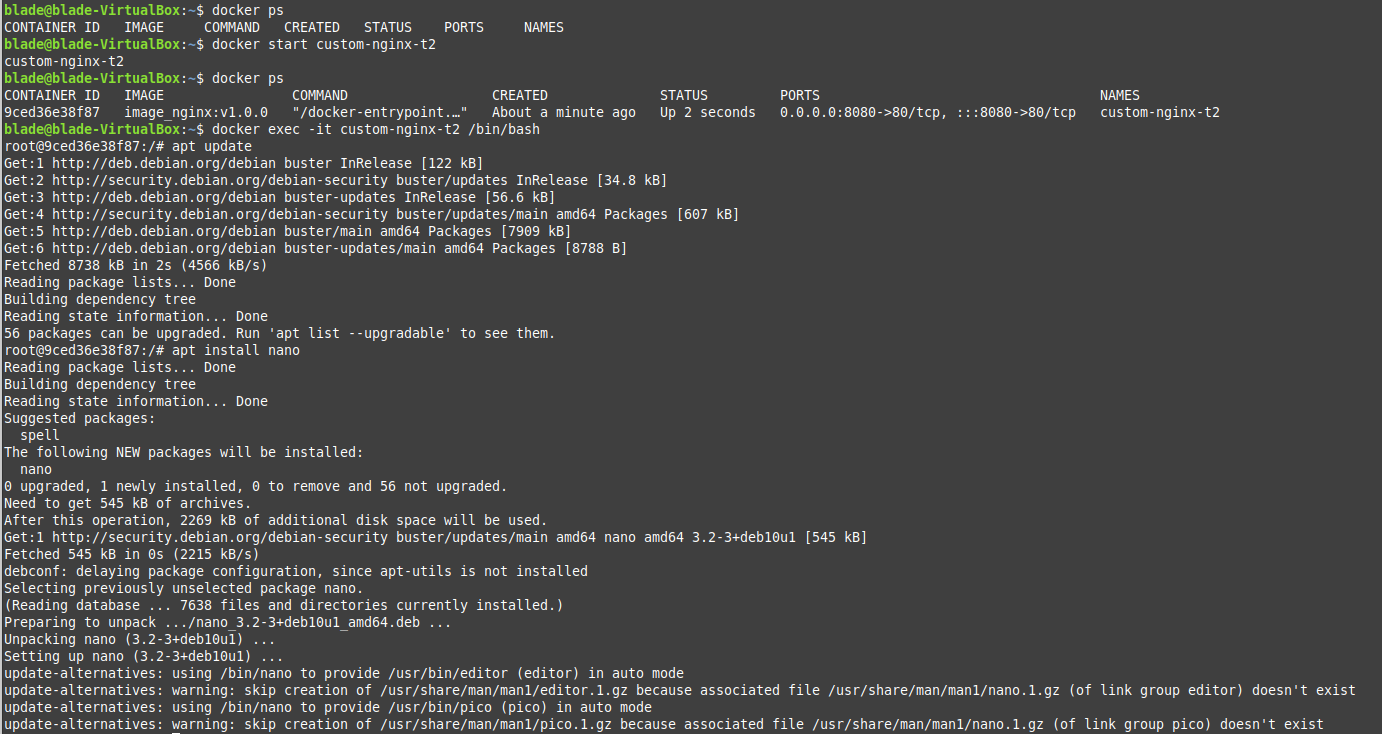 blade@blade-VirtualBox:~$ docker ps
CONTAINER ID   IMAGE     COMMAND   CREATED   STATUS    PORTS     NAMES
blade@blade-VirtualBox:~$ docker start custom-nginx-t2
custom-nginx-t2
blade@blade-VirtualBox:~$ docker ps
CONTAINER ID   IMAGE                COMMAND                  CREATED              STATUS         PORTS                                   NAMES
9ced36e38f87   image_nginx:v1.0.0   "/docker-entrypoint.…"   About a minute ago   Up 2 seconds   0.0.0.0:8080->80/tcp, :::8080->80/tcp   custom-nginx-t2
blade@blade-VirtualBox:~$ docker exec -it custom-nginx-t2 /bin/bash
root@9ced36e38f87:/# apt update
Get:1 http://deb.debian.org/debian buster InRelease [122 kB]
Get:2 http://security.debian.org/debian-security buster/updates InRelease [34.8 kB]
Get:3 http://deb.debian.org/debian buster-updates InRelease [56.6 kB]
Get:4 http://security.debian.org/debian-security buster/updates/main amd64 Packages [607 kB]
Get:5 http://deb.debian.org/debian buster/main amd64 Packages [7909 kB]
Get:6 http://deb.debian.org/debian buster-updates/main amd64 Packages [8788 B]
Fetched 8738 kB in 2s (4566 kB/s)
Reading package lists... Done
Building dependency tree
Reading state information... Done
56 packages can be upgraded. Run 'apt list --upgradable' to see them.
root@9ced36e38f87:/# apt install nano
Reading package lists... Done
Building dependency tree
Reading state information... Done
Suggested packages:
  spell
The following NEW packages will be installed:
  nano
0 upgraded, 1 newly installed, 0 to remove and 56 not upgraded.
Need to get 545 kB of archives.
After this operation, 2269 kB of additional disk space will be used.
Get:1 http://security.debian.org/debian-security buster/updates/main amd64 nano amd64 3.2-3+deb10u1 [545 kB]
Fetched 545 kB in 0s (2215 kB/s)
debconf: delaying package configuration, since apt-utils is not installed
Selecting previously unselected package nano.
(Reading database ... 7638 files and directories currently installed.)
Preparing to unpack .../nano_3.2-3+deb10u1_amd64.deb ...
Unpacking nano (3.2-3+deb10u1) ...
Setting up nano (3.2-3+deb10u1) ...
update-alternatives: using /bin/nano to provide /usr/bin/editor (editor) in auto mode
update-alternatives: warning: skip creation of /usr/share/man/man1/editor.1.gz because associated file /usr/share/man/man1/nano.1.gz (of link group editor) doesn't exist
update-alternatives: using /bin/nano to provide /usr/bin/pico (pico) in auto mode
update-alternatives: warning: skip creation of /usr/share/man/man1/pico.1.gz because associated file /usr/share/man/man1/nano.1.gz (of link group pico) doesn't exist